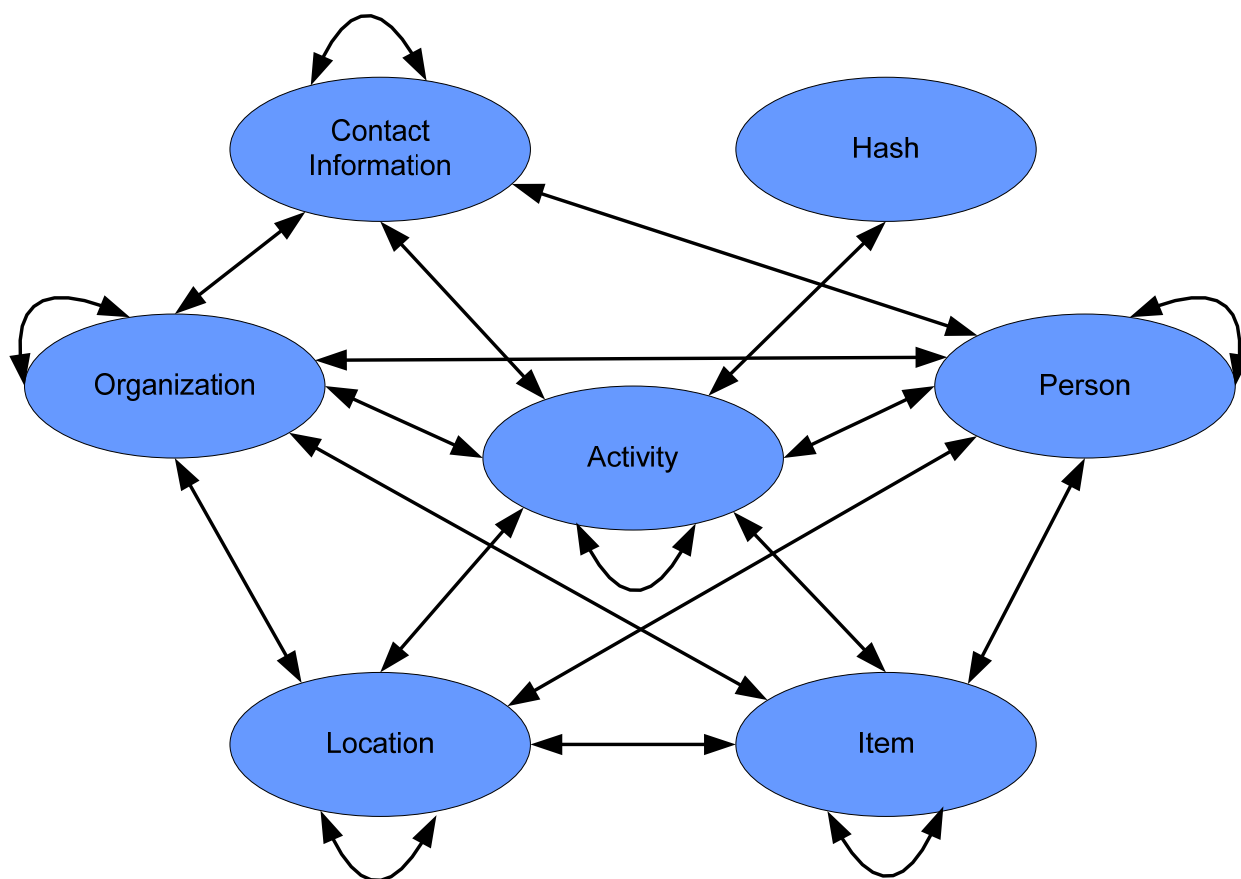 Contact
Information
Hash
Organization
Person
Activity
Location
Item